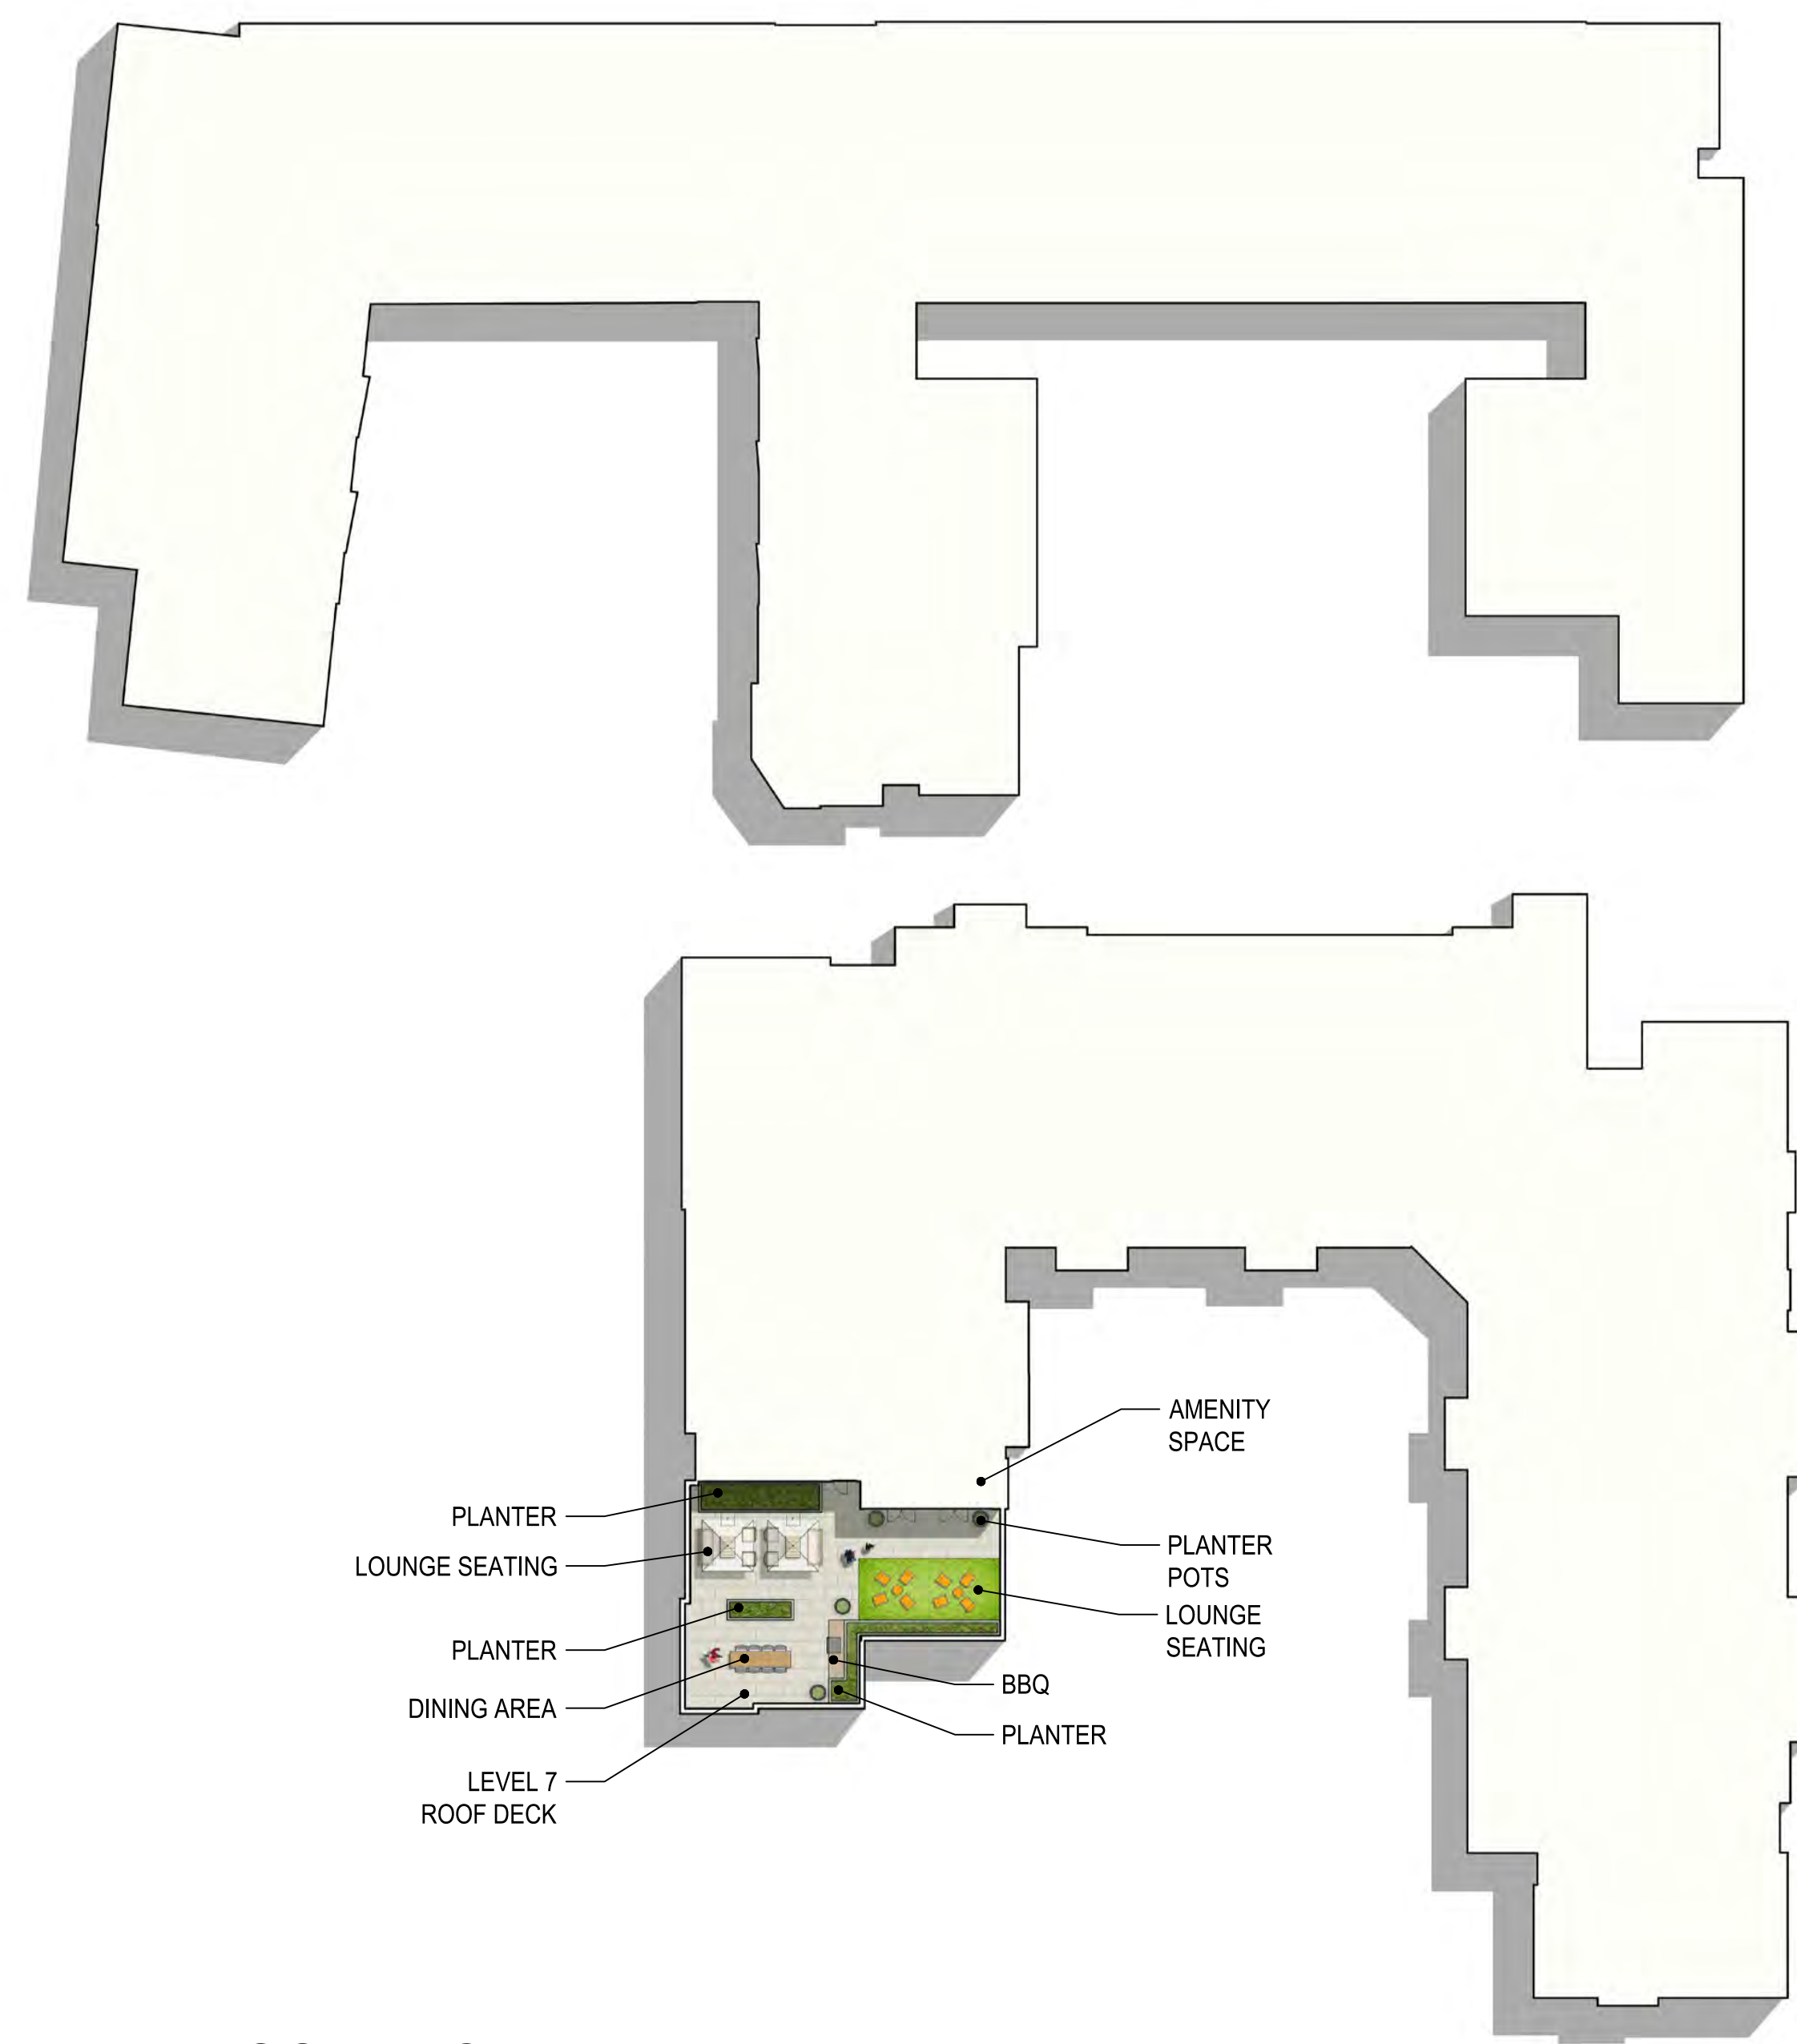 AMENITY
SPACE
PLANTER
LOUNGE SEATING
PLANTER
POTS
LOUNGE
SEATING
PLANTER
DINING AREA
BBQ
PLANTER
LEVEL 7
ROOF DECK